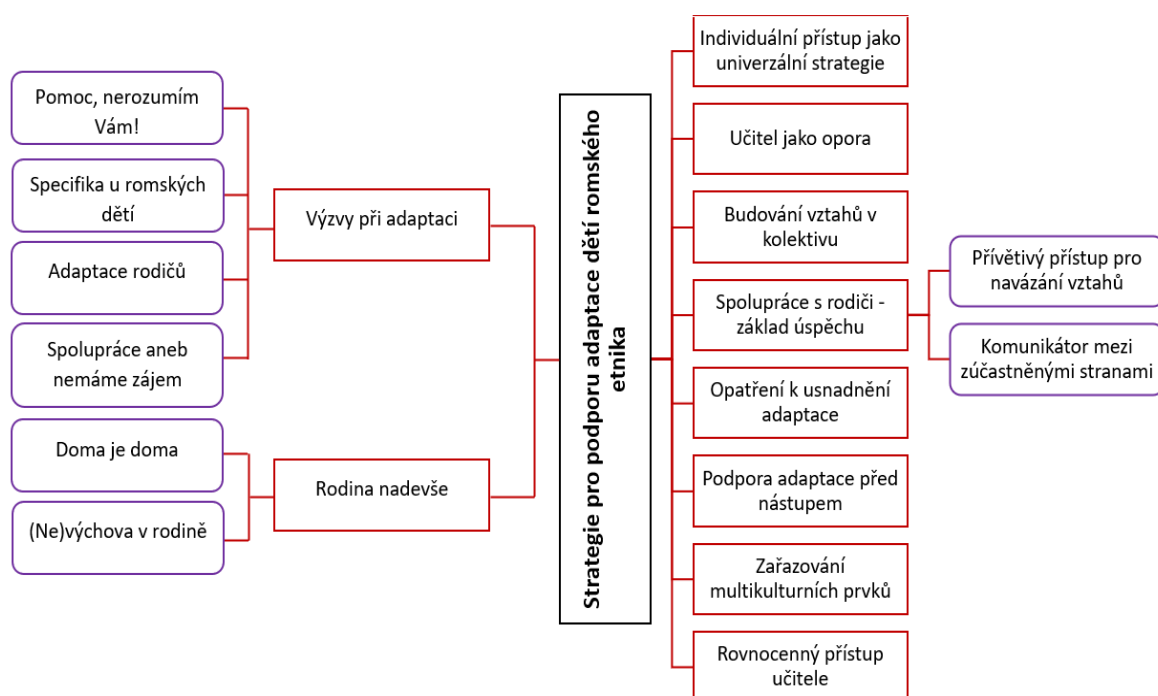 Pomoc, nerozumím
Vám!
Specifika u romských
dětí
Adaptace rodičů
Spolupráce aneb
nemáme zájem
Doma je doma
(Ne)výchova v rodině
Výzvy při adaptaci
Rodina nadevše
Strategie pro podporu adaptace dětí romského
etnika
Individuální přístup jako
univerzální strategie
Učitel jako opora
Budování vztahů v
kolektivu
Spolupráce s rodiči -
základ úspěchu
Opatření k usnadnění
adaptace
Podpora adaptace před
nástupem
Zařazování
multikulturních prvků
Rovnocenný přístup
učitele
Přívětivý přístup pro
navázání vztahů
Komunikátor mezi
zúčastněnými stranami